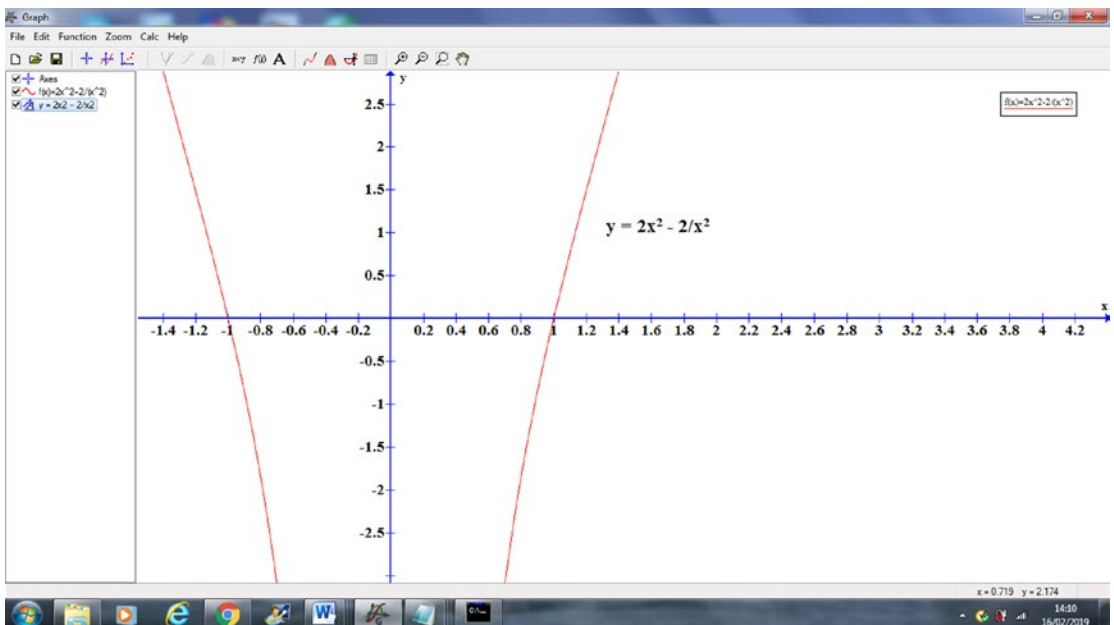 Graph
File Edit Function Zoom Calc Help
Axes
f(x)=2x^2-2/(x^2)
y = 2x2 - 2/x2
y
f(x)=2x^2-2/(x^2)
2.5
2
1.5
y = 2x² - 2/x²
1
0.5
x
-1.4 -1.2 -1 -0.8 -0.6 -0.4 -0.2 0.2 0.4 0.6 0.8 1 1.2 1.4 1.6 1.8 2 2.2 2.4 2.6 2.8 3 3.2 3.4 3.6 3.8 4 4.2
-0.5
-1
-1.5
-2
-2.5
x = 0.719 y = 2.174
14:10
16/02/2019